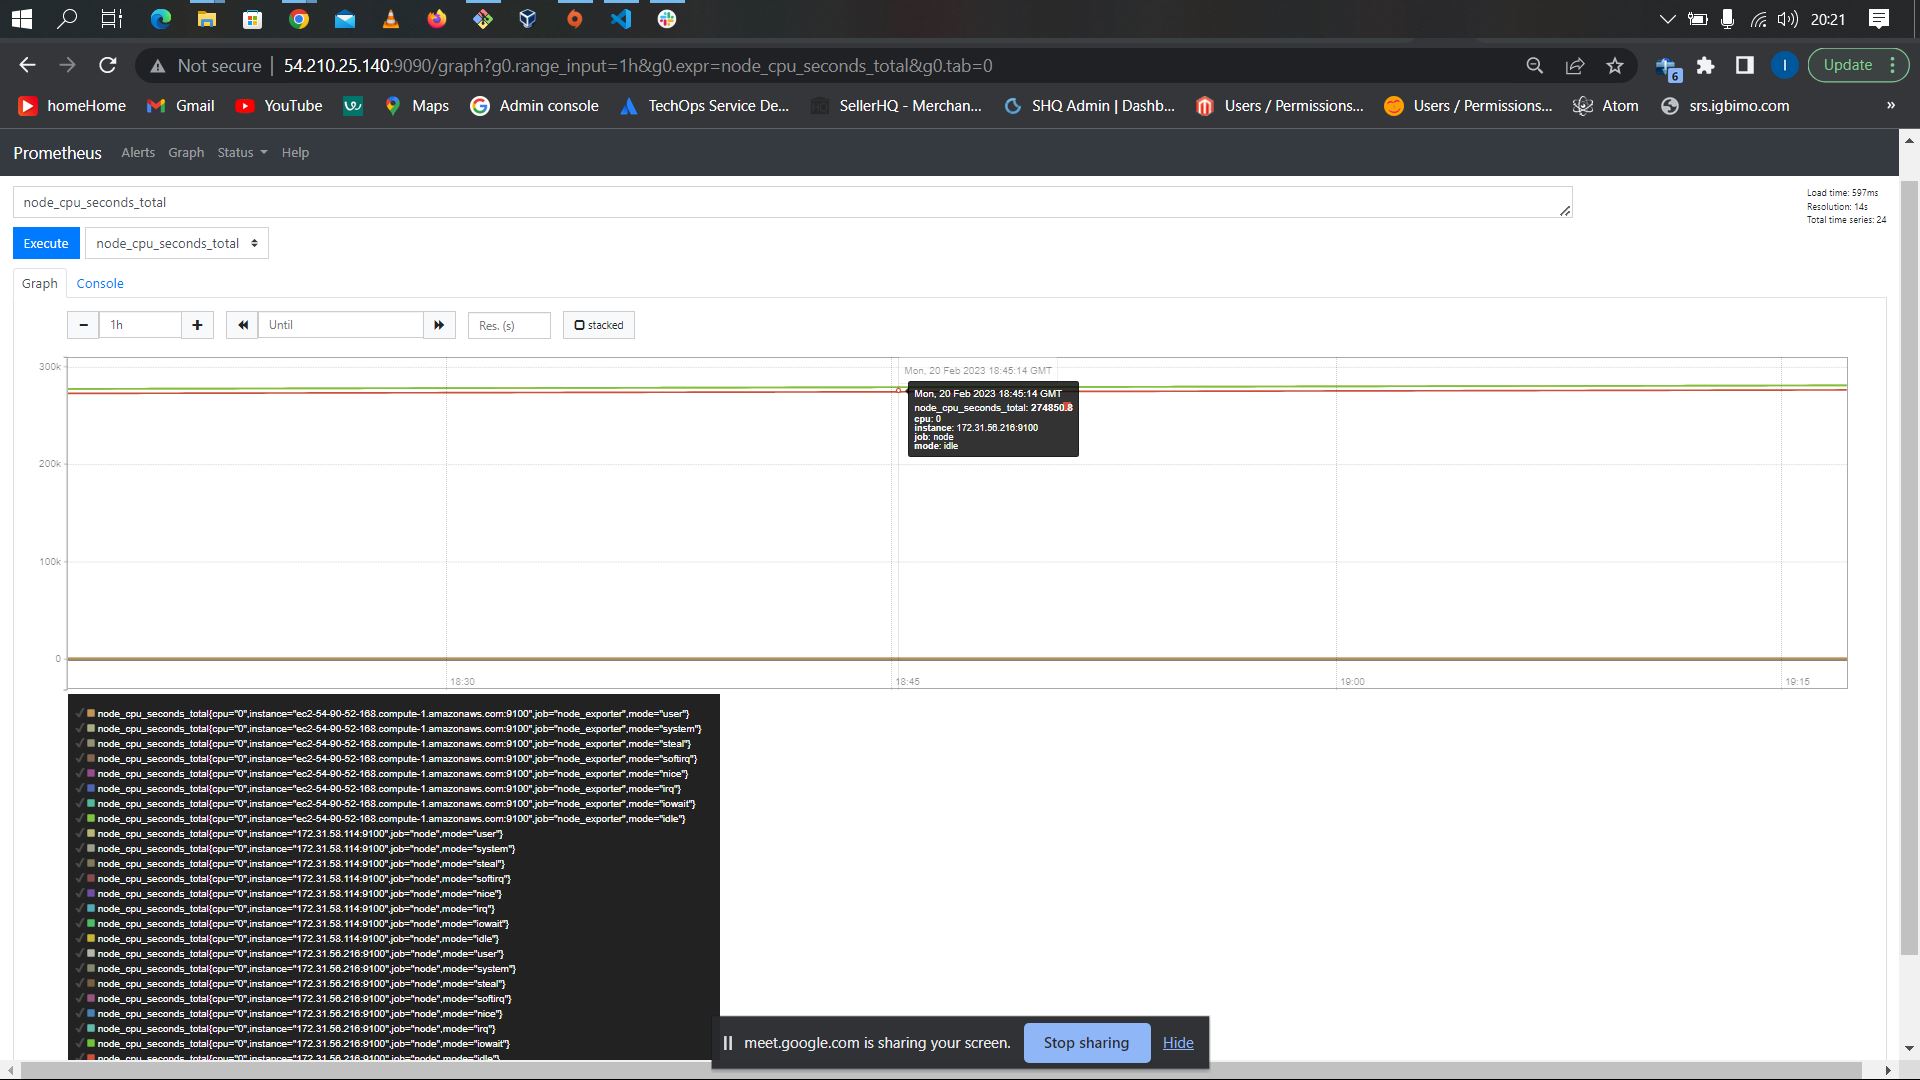 20:21
Not secure | 54.210.25.140:9090/graph?g0.range_input=1h&g0.expr=node_cpu_seconds_total&g0.tab=0
6
I
Update
homeHome Gmail YouTube Maps Admin console TechOps Service De... SellerHQ - Merchan... SHQ Admin | Dashb... Users / Permissions... Users / Permissions... Atom srs.igbimo.com »
Prometheus Alerts Graph Status Help
node_cpu_seconds_total
Load time: 597ms
Resolution: 14s
Total time series: 24
Execute node_cpu_seconds_total
Graph Console
1h Until Res. (s) stacked
300k
200k
100k
0
Mon, 20 Feb 2023 18:45:14 GMT
Mon, 20 Feb 2023 18:45:14 GMT
node_cpu_seconds_total: 274850.8
cpu: 0
instance: 172.31.56.216:9100
job: node
mode: idle
18:30 18:45 19:00 19:15
node_cpu_seconds_total{cpu="0",instance="ec2-54-90-52-168.compute-1.amazonaws.com:9100",job="node_exporter",mode="user"}
node_cpu_seconds_total{cpu="0",instance="ec2-54-90-52-168.compute-1.amazonaws.com:9100",job="node_exporter",mode="system"}
node_cpu_seconds_total{cpu="0",instance="ec2-54-90-52-168.compute-1.amazonaws.com:9100",job="node_exporter",mode="steal"}
node_cpu_seconds_total{cpu="0",instance="ec2-54-90-52-168.compute-1.amazonaws.com:9100",job="node_exporter",mode="softirq"}
node_cpu_seconds_total{cpu="0",instance="ec2-54-90-52-168.compute-1.amazonaws.com:9100",job="node_exporter",mode="nice"}
node_cpu_seconds_total{cpu="0",instance="ec2-54-90-52-168.compute-1.amazonaws.com:9100",job="node_exporter",mode="irq"}
node_cpu_seconds_total{cpu="0",instance="ec2-54-90-52-168.compute-1.amazonaws.com:9100",job="node_exporter",mode="iowait"}
node_cpu_seconds_total{cpu="0",instance="ec2-54-90-52-168.compute-1.amazonaws.com:9100",job="node_exporter",mode="idle"}
node_cpu_seconds_total{cpu="0",instance="172.31.58.114:9100",job="node",mode="user"}
node_cpu_seconds_total{cpu="0",instance="172.31.58.114:9100",job="node",mode="system"}
node_cpu_seconds_total{cpu="0",instance="172.31.58.114:9100",job="node",mode="steal"}
node_cpu_seconds_total{cpu="0",instance="172.31.58.114:9100",job="node",mode="softirq"}
node_cpu_seconds_total{cpu="0",instance="172.31.58.114:9100",job="node",mode="nice"}
node_cpu_seconds_total{cpu="0",instance="172.31.58.114:9100",job="node",mode="irq"}
node_cpu_seconds_total{cpu="0",instance="172.31.58.114:9100",job="node",mode="iowait"}
node_cpu_seconds_total{cpu="0",instance="172.31.58.114:9100",job="node",mode="idle"}
node_cpu_seconds_total{cpu="0",instance="172.31.56.216:9100",job="node",mode="user"}
node_cpu_seconds_total{cpu="0",instance="172.31.56.216:9100",job="node",mode="system"}
node_cpu_seconds_total{cpu="0",instance="172.31.56.216:9100",job="node",mode="steal"}
node_cpu_seconds_total{cpu="0",instance="172.31.56.216:9100",job="node",mode="softirq"}
node_cpu_seconds_total{cpu="0",instance="172.31.56.216:9100",job="node",mode="nice"}
node_cpu_seconds_total{cpu="0",instance="172.31.56.216:9100",job="node",mode="irq"}
node_cpu_seconds_total{cpu="0",instance="172.31.56.216:9100",job="node",mode="iowait"}
node_cpu_seconds_total{cpu="0",instance="172.31.56.216:9100",job="node",mode="idle"}
meet.google.com is sharing your screen. Stop sharing Hide